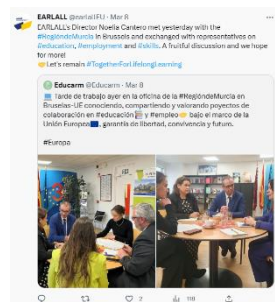 EARLALL @earlallEU · Mar 8
EARLALL's Director Noelia Cantero met yesterday with the
#RegióndeMurcia in Brussels and exchanged with representatives on
#education, #employment and #skills. A fruitful discussion and we hope
for more!
Let's remain #TogetherForLifelongLearning
Educarm @Educarm · Mar 8
Tarde de trabajo ayer en la oficina de la #RegióndeMurcia en
Bruselas-UE conociendo, compartiendo y valorando poyectos de
colaboración en #educación y #empleo bajo el marco de la
Unión Europea, garantía de libertad, convivencia y futuro.
#Europa
2
118